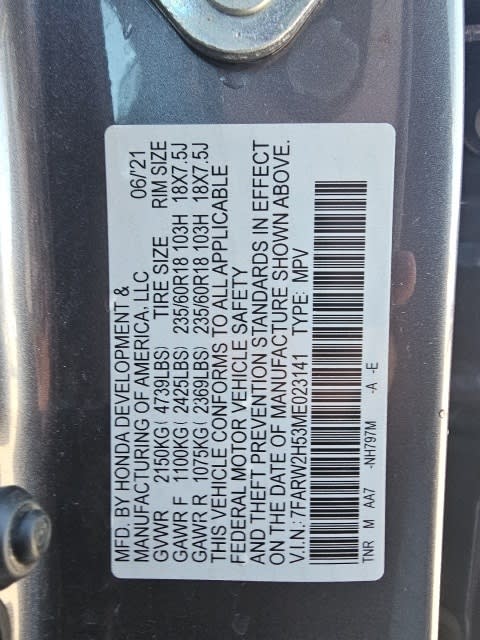 MFD. BY HONDA DEVELOPMENT &
MANUFACTURING OF AMERICA, LLC 06/'21
GVWR 2150KG( 4739LBS) TIRE SIZE RIM SIZE
GAWR F 1100KG( 2425LBS) 235/60R18 103H 18X7.5J
GAWR R 1075KG( 2369LBS) 235/60R18 103H 18X7.5J
THIS VEHICLE CONFORMS TO ALL APPLICABLE
FEDERAL MOTOR VEHICLE SAFETY
AND THEFT PREVENTION STANDARDS IN EFFECT
ON THE DATE OF MANUFACTURE SHOWN ABOVE.
V.I.N.: 7FARW2H53ME023141 TYPE: MPV
TNR M AA7 -NH797M -A -E